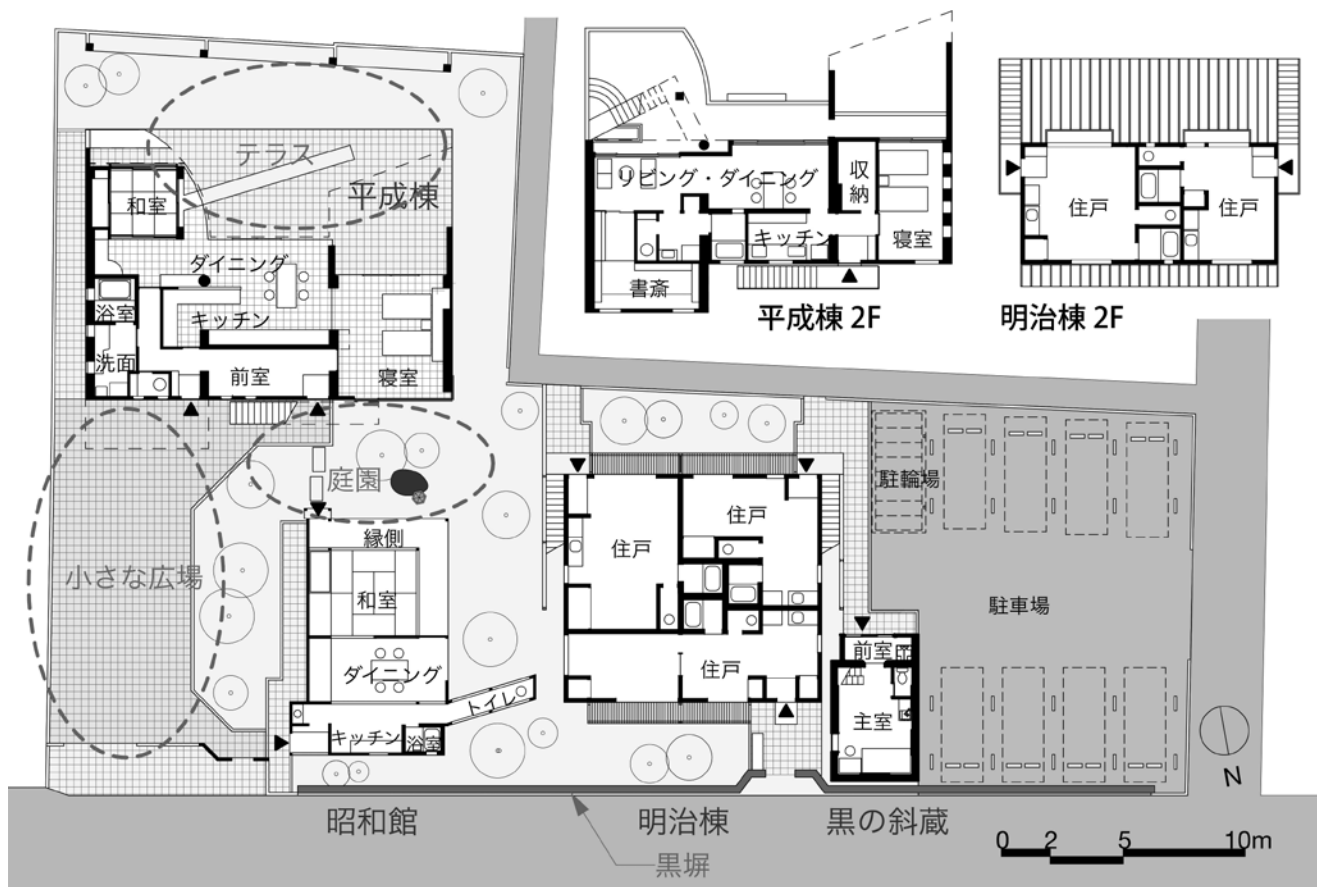 テラス
平成棟
和室
ダイニング
浴室
キッチン
洗面
前室
寝室
リビング・ダイニング
収納
キッチン
寝室
書斎
平成棟 2F
住戸
住戸
明治棟 2F
庭園
縁側
小さな広場
和室
ダイニング
トイレ
キッチン
浴室
住戸
住戸
住戸
駐輪場
駐車場
前室
主室
N
昭和館
明治棟
黒の斜蔵
黒塀
0 2 5 10m